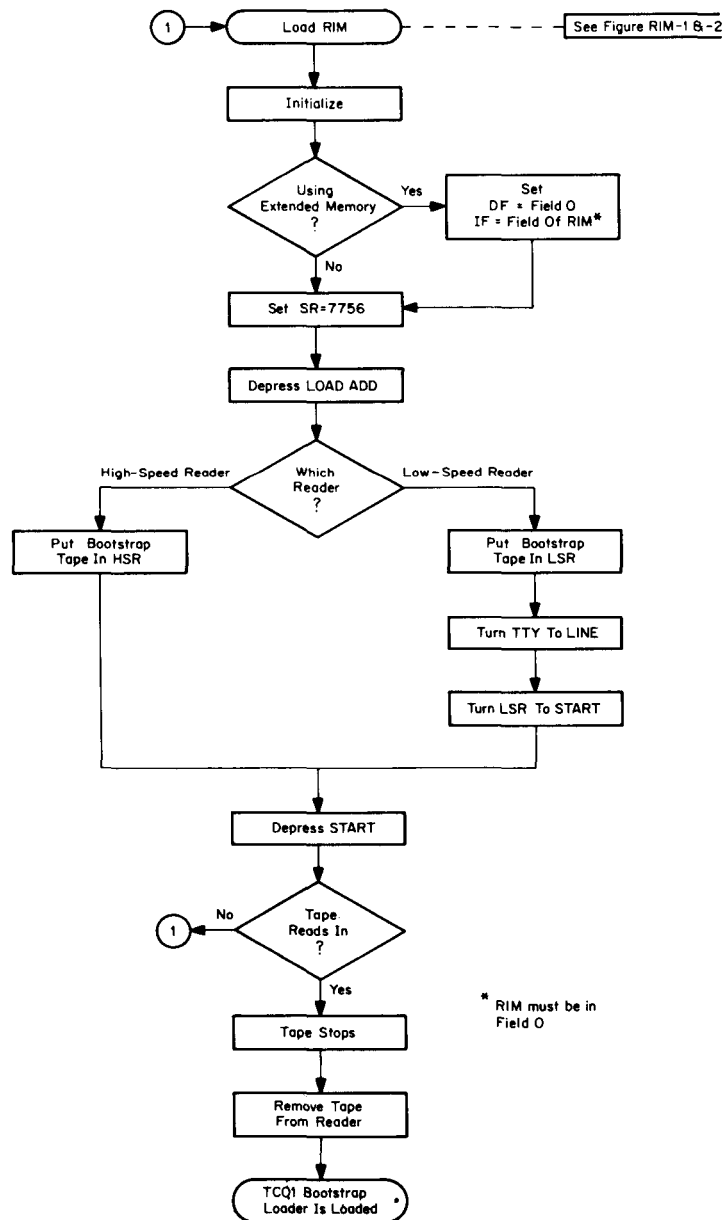 1
Load RIM
See Figure RIM-1 & -2
Initialize
Using
Extended Memory
?
Yes
Set
DF = Field 0
IF = Field Of RIM*
No
Set SR=7756
Depress LOAD ADD
High-Speed Reader
Which
Reader
?
Low-Speed Reader
Put Bootstrap
Tape In HSR
Put Bootstrap
Tape In LSR
Turn TTY To LINE
Turn LSR To START
Depress START
1
No
Tape
Reads In
?
Yes
* RIM must be in
Field 0
Tape Stops
Remove Tape
From Reader
TCQ1 Bootstrap
Loader Is Loaded